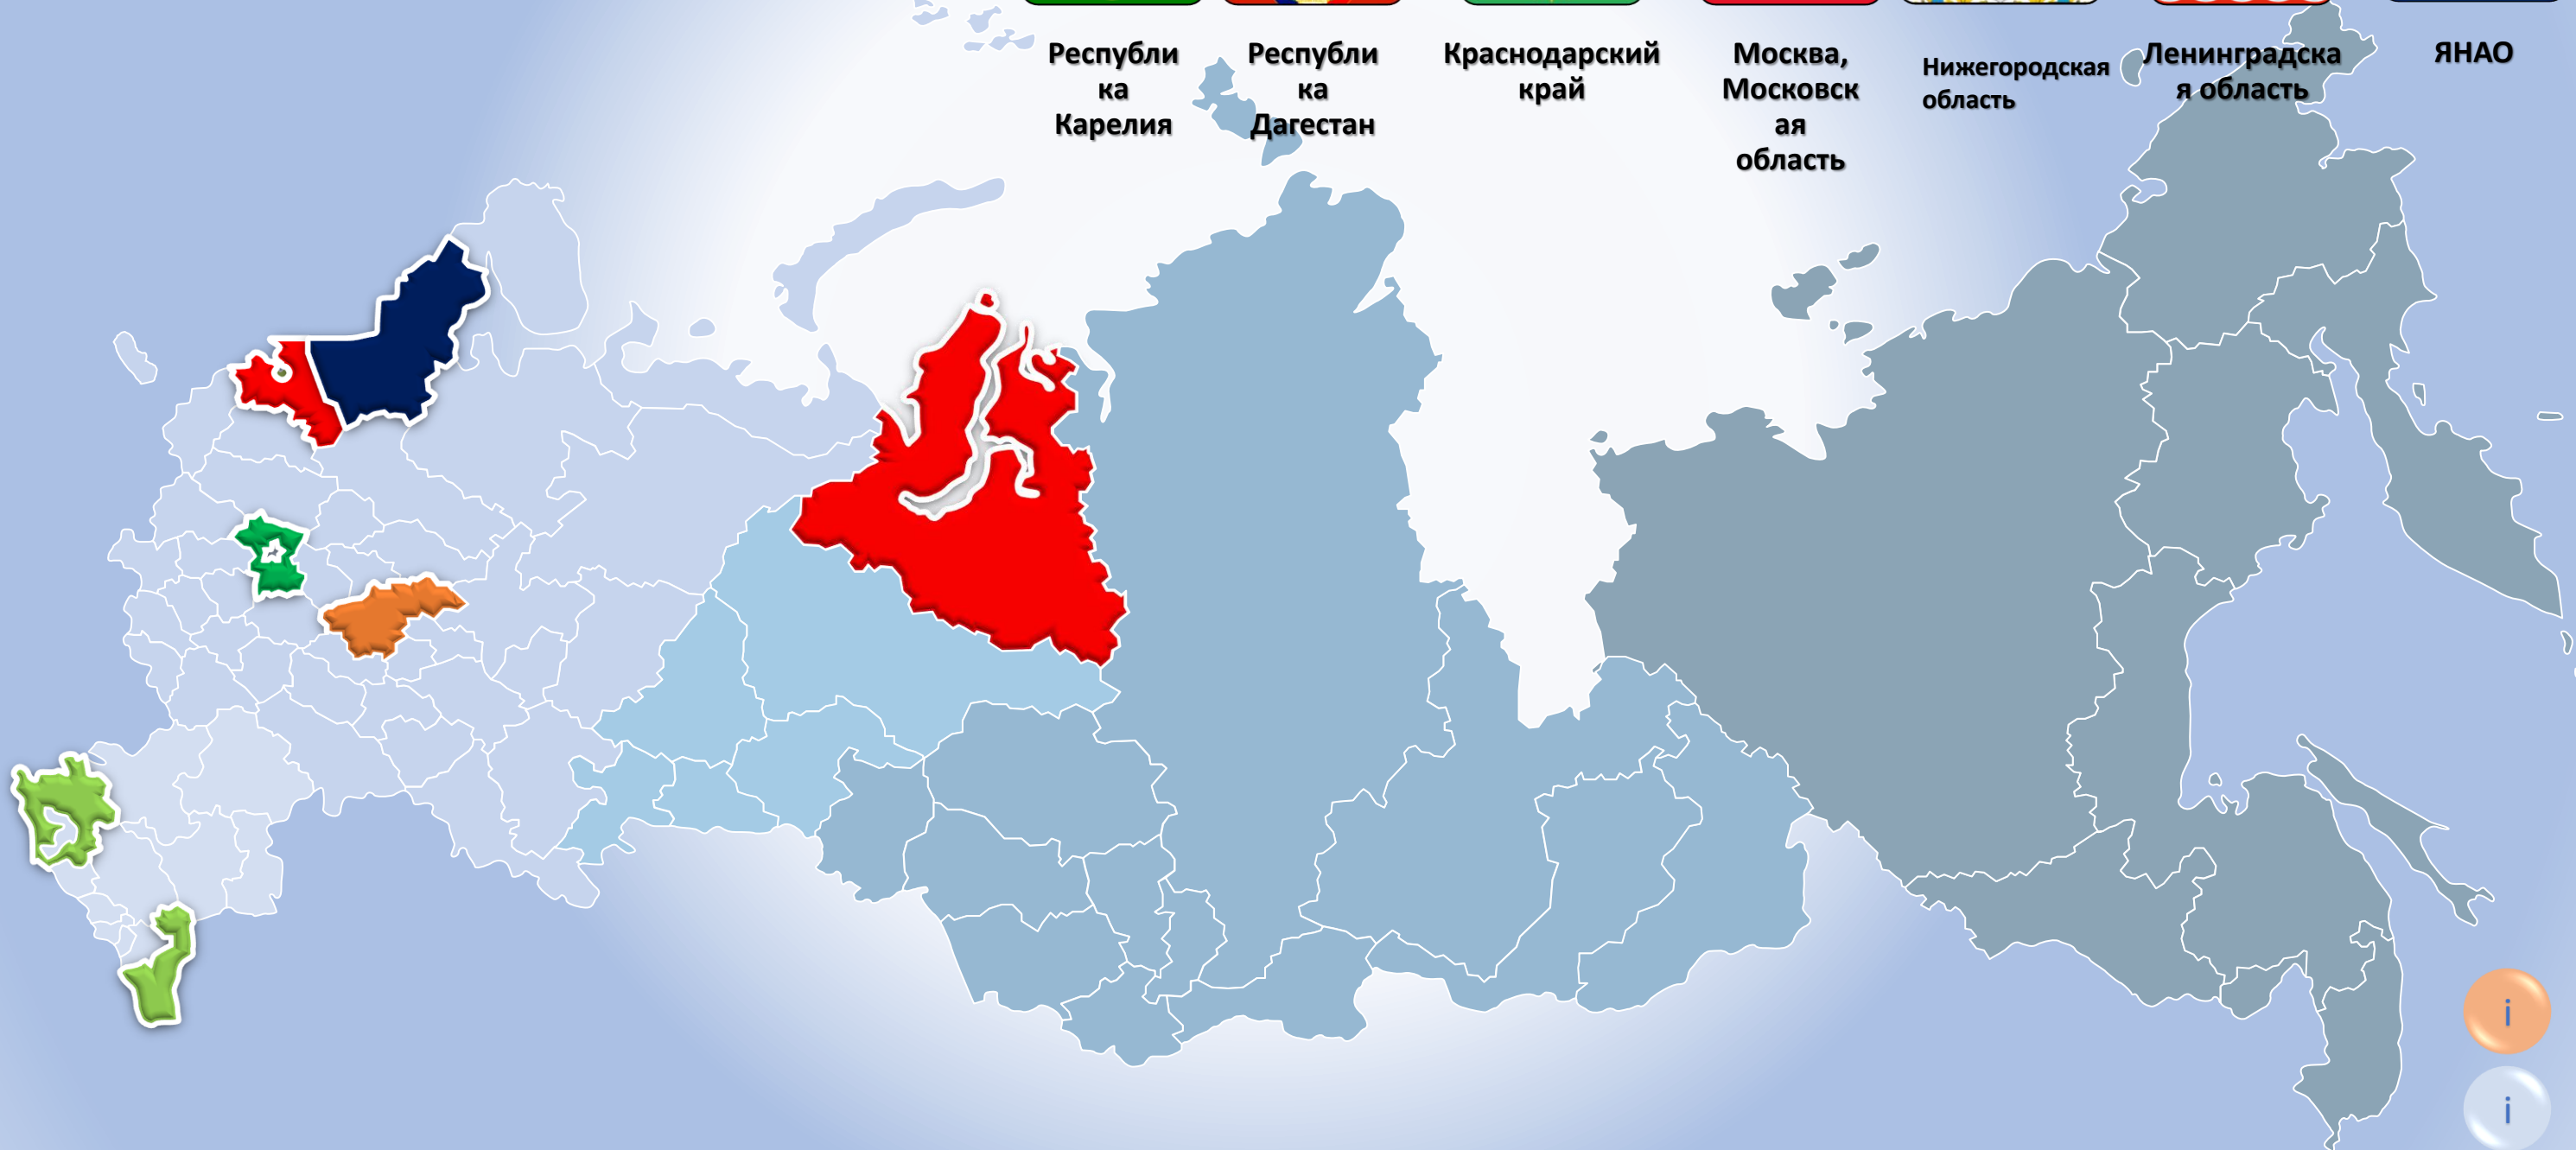 Республи
ка
Карелия
Республи
ка
Дагестан
Краснодарский
край
Москва,
Московск
ая
область
Нижегородская
область
Ленинградска
я область
ЯНАО
i
i